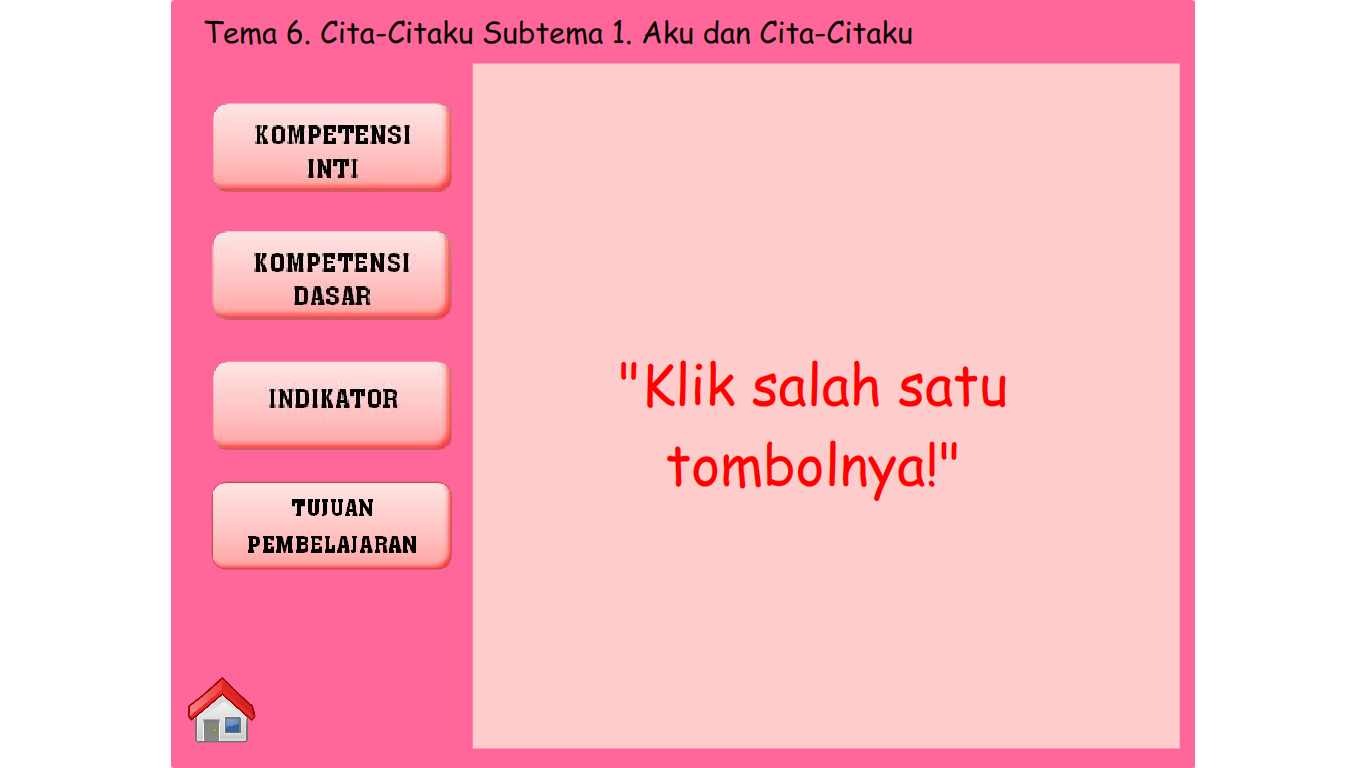 Tema 6. Cita-Citaku Subtema 1. Aku dan Cita-Citaku
KOMPETENSI
INTI
KOMPETENSI
DASAR
INDIKATOR
TUJUAN
PEMBELAJARAN
"Klik salah satu
tombolnya!"